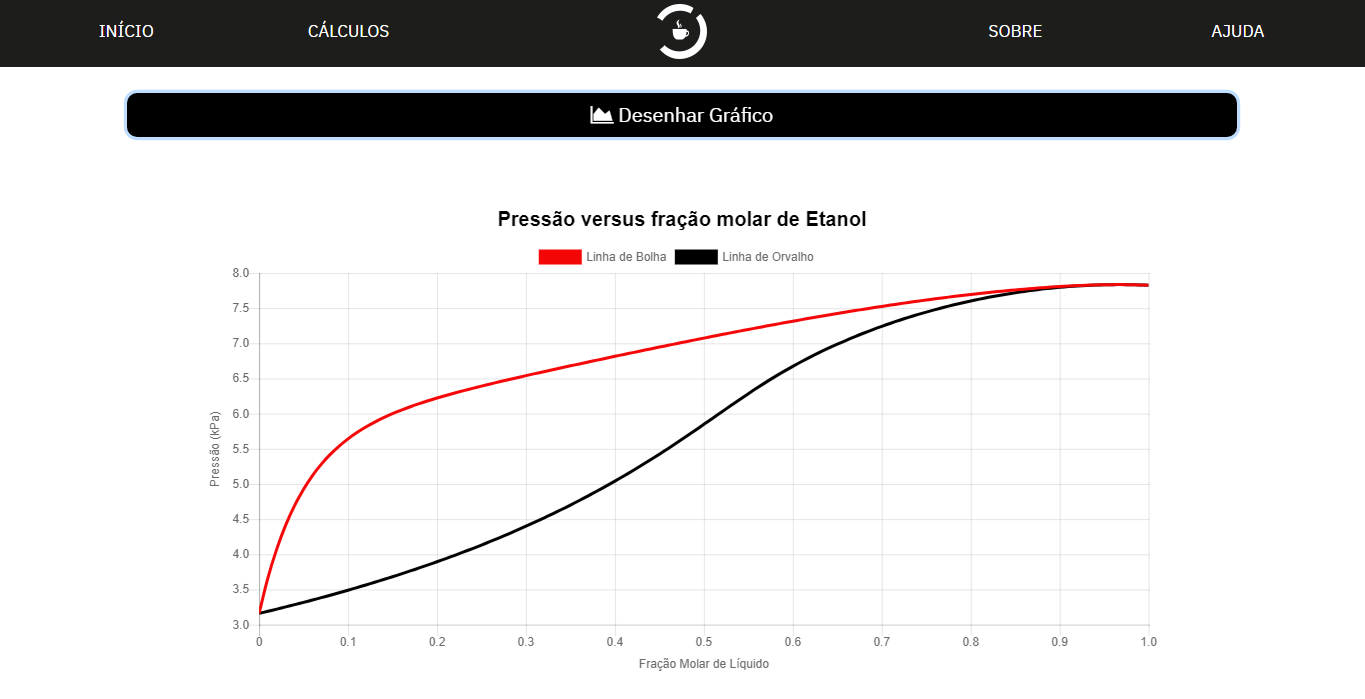 INÍCIO CÁLCULOS SOBRE AJUDA
Desenhar Gráfico
Pressão versus fração molar de Etanol
Linha de Bolha Linha de Orvalho
8.0
7.5
7.0
6.5
6.0
5.5
5.0
4.5
4.0
3.5
3.0
Pressão (kPa)
0 0.1 0.2 0.3 0.4 0.5 0.6 0.7 0.8 0.9 1.0
Fração Molar de Líquido